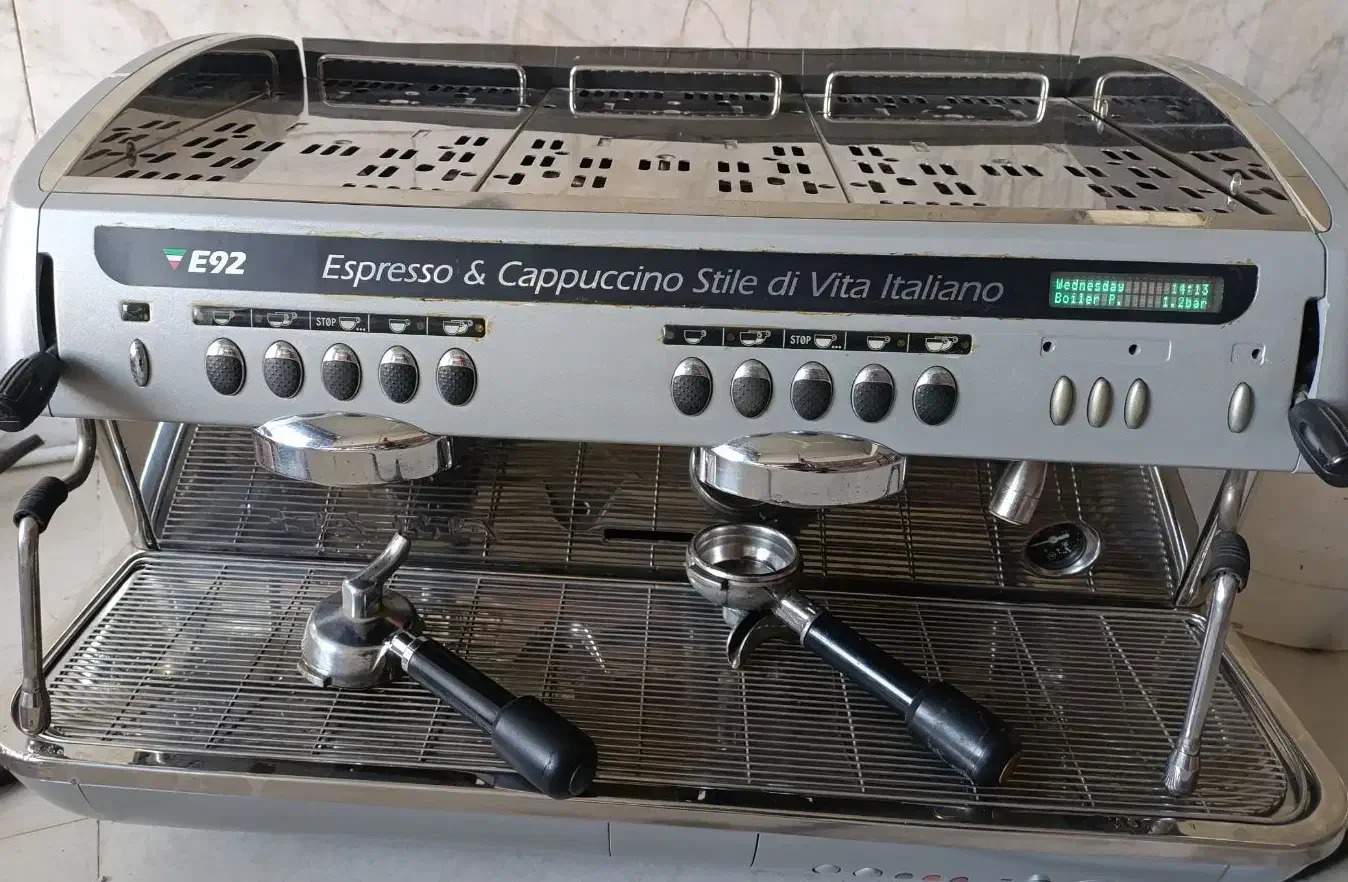 E92
Espresso & Cappuccino Stile di Vita Italiano
Wednesday 14:13
Boiler P. 1.2bar
STOP
STOP